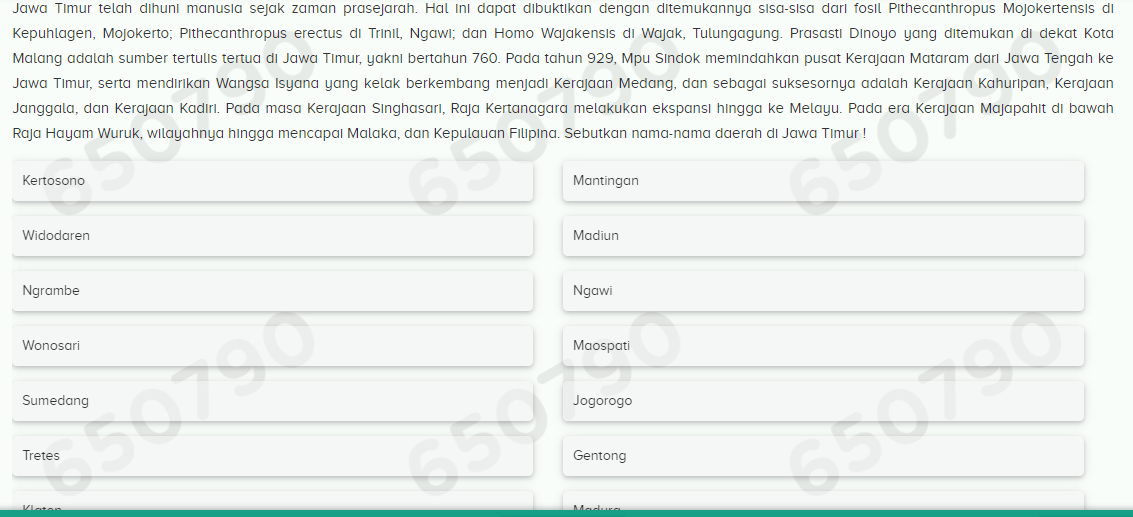 Jawa Timur telah dihuni manusia sejak zaman prasejarah. Hal ini dapat dibuktikan dengan ditemukannya sisa-sisa dari fosil Pithecanthropus Mojokertensis di
Kepuhlagen, Mojokerto; Pithecanthropus erectus di Trinil, Ngawi; dan Homo Wajakensis di Wajak, Tulungagung. Prasasti Dinoyo yang ditemukan di dekat Kota
Malang adalah sumber tertulis tertua di Jawa Timur, yakni bertahun 760. Pada tahun 929, Mpu Sindok memindahkan pusat Kerajaan Mataram dari Jawa Tengah ke
Jawa Timur, serta mendirikan Wangsa Isyana yang kelak berkembang menjadi Kerajaan Medang, dan sebagai suksesornya adalah Kerajaan Kahuripan, Kerajaan
Janggala, dan Kerajaan Kadiri. Pada masa Kerajaan Singhasari, Raja Kertanagara melakukan ekspansi hingga ke Melayu. Pada era Kerajaan Majapahit di bawah
Raja Hayam Wuruk, wilayahnya hingga mencapai Malaka, dan Kepulauan Filipina. Sebutkan nama-nama daerah di Jawa Timur !
Kertosono
Mantingan
Widodaren
Madiun
Ngrambe
Ngawi
Wonosari
Maospati
Sumedang
Jogorogo
Tretes
Gentong
Klaten
Madura
650790
650790
650790
650790
650790
650790